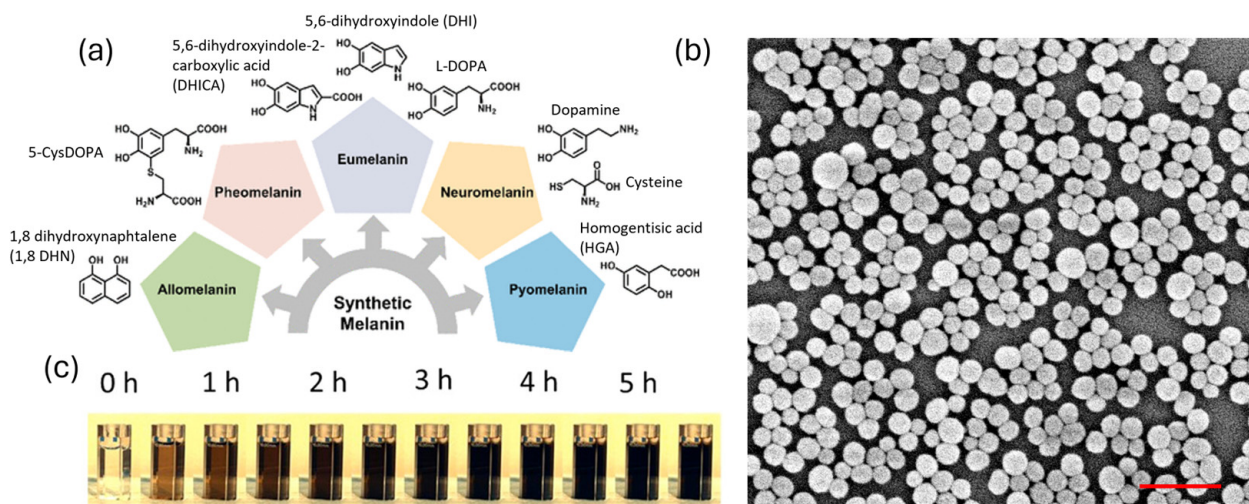 (a)
5,6-dihydroxyindole (DHI)
5,6-dihydroxyindole-2-
carboxylic acid
(DHICA)
HO
HO
N
H
HO
HO
N
H
COOH
L-DOPA
HO
HO
COOH
NH2
5-CysDOPA
HO
HO
COOH
NH2
S
H2N
COOH
Dopamine
HO
HO
NH2
HS
O
OH
NH2
Cysteine
1,8 dihydroxynaphtalene
(1,8 DHN)
OH OH
Homogentisic acid
(HGA)
HO
COOH
OH
Allomelanin
Pheomelanin
Eumelanin
Neuromelanin
Pyomelanin
Synthetic
Melanin
(b)
(c)
0 h 1 h 2 h 3 h 4 h 5 h